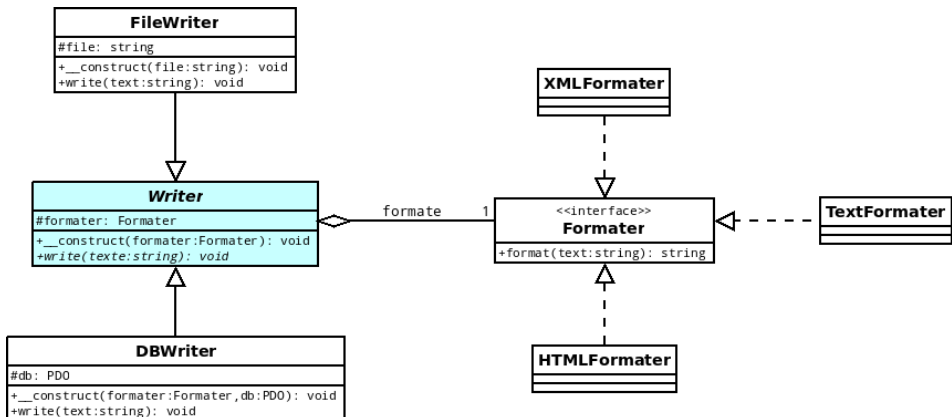 FileWriter
#file: string
+__construct(file:string): void
+write(text:string): void
XMLFormater
Writer
#formater: Formater
+__construct(formater:Formater): void
+write(texte:string): void
formate 1
<<interface>>
Formater
+format(text:string): string
TextFormater
DBWriter
#db: PDO
+__construct(formater:Formater,db:PDO): void
+write(text:string): void
HTMLFormater